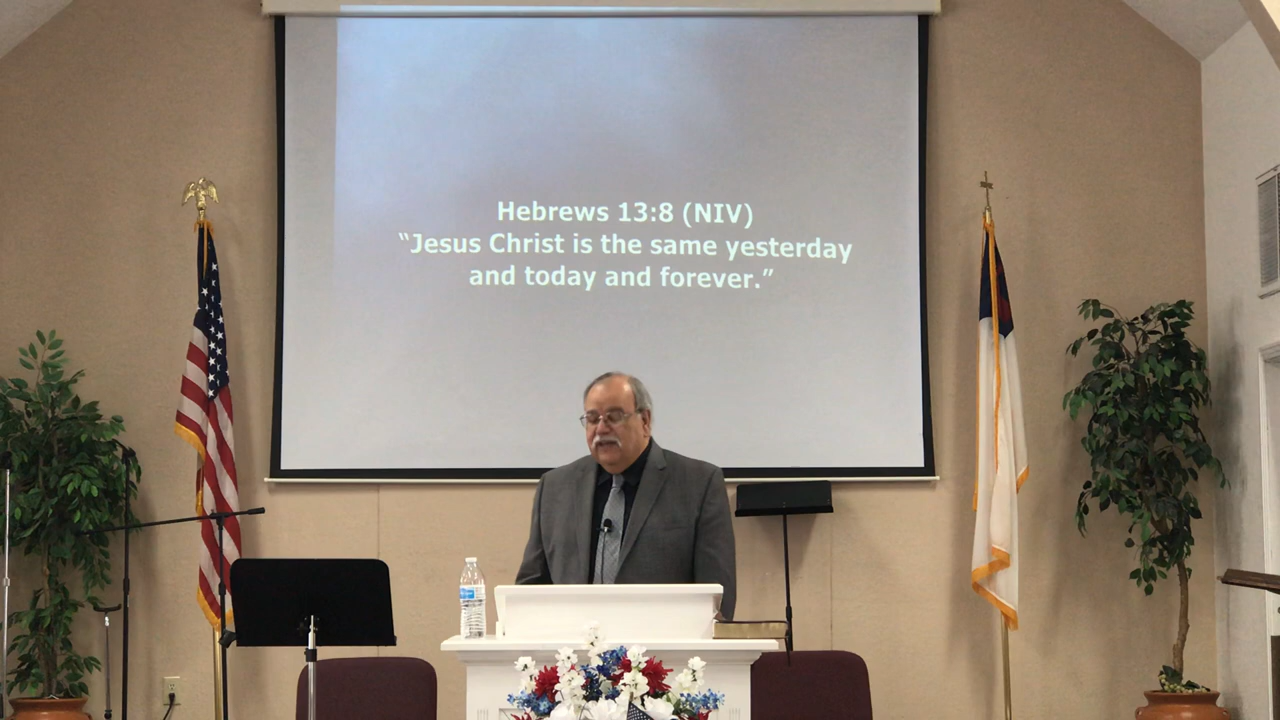 Hebrews 13:8 (NIV)
“Jesus Christ is the same yesterday
and today and forever.”